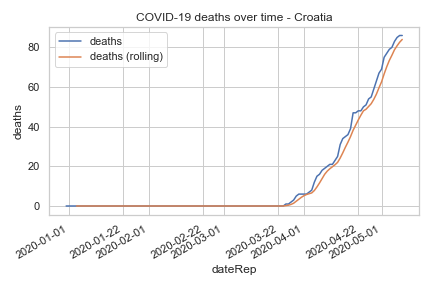 COVID-19 deaths over time - Croatia
deaths
deaths (rolling)
80
60
40
20
0
deaths
2020-01-01
2020-01-22
2020-02-01
2020-02-22
2020-03-01
2020-03-22
2020-04-01
2020-04-22
2020-05-01
dateRep